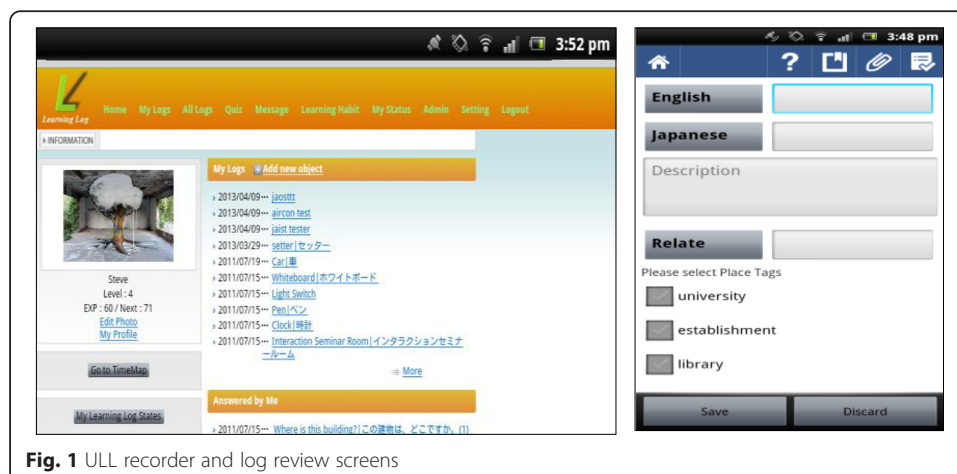 3:52 pm
Learning Log
Home My Logs All Logs Quiz Message Learning Habit My Status Admin Setting Logout
INFORMATION
Steve
Level : 4
EXP : 60 / Next : 71
Edit Photo
My Profile
Go to TimeMap
My Learning Log States
My Logs Add new object
2013/04/09--- jaosttt
2013/04/09--- aircon test
2013/04/09--- jaist tester
2013/03/29--- setter|セッター
2011/07/19--- Car|車
2011/07/15--- Whiteboard|ホワイトボード
2011/07/15--- Light Switch
2011/07/15--- Pen|ペン
2011/07/15--- Clock|時計
2011/07/15--- Interaction Seminar Room|インタラクションセミナ
ールーム
More
Answered by Me
2011/07/15--- Where is this building?|この建物は、どこですか。(1)
3:48 pm
?
English
Japanese
Description
Relate
Please select Place Tags
university
establishment
library
Save Discard
Fig. 1 ULL recorder and log review screens